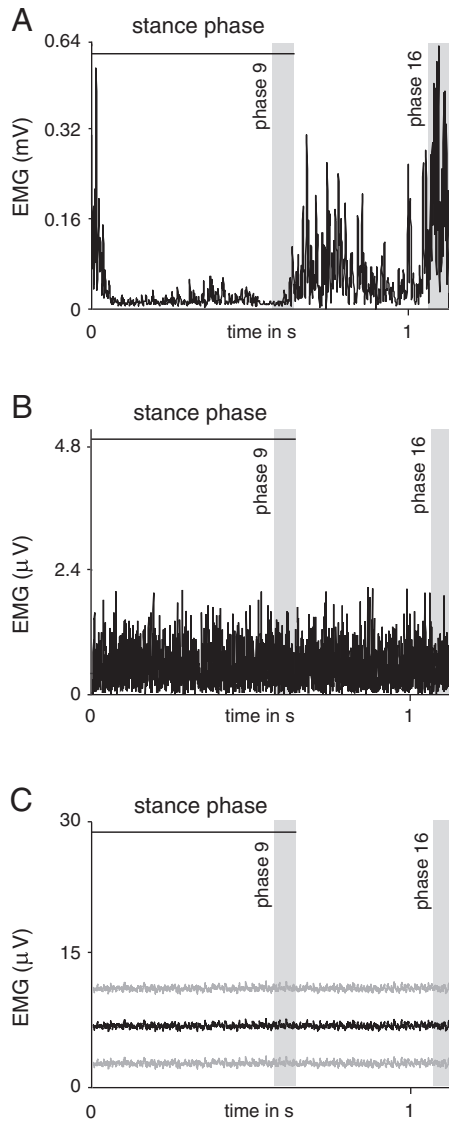 A
stance phase
0.64
0.32
0.16
0
EMG (mV)
phase 9
phase 16
0
time in s
1
B
stance phase
4.8
2.4
0
EMG (μV)
phase 9
phase 16
0
time in s
1
C
stance phase
30
15
0
EMG (μV)
phase 9
phase 16
0
time in s
1